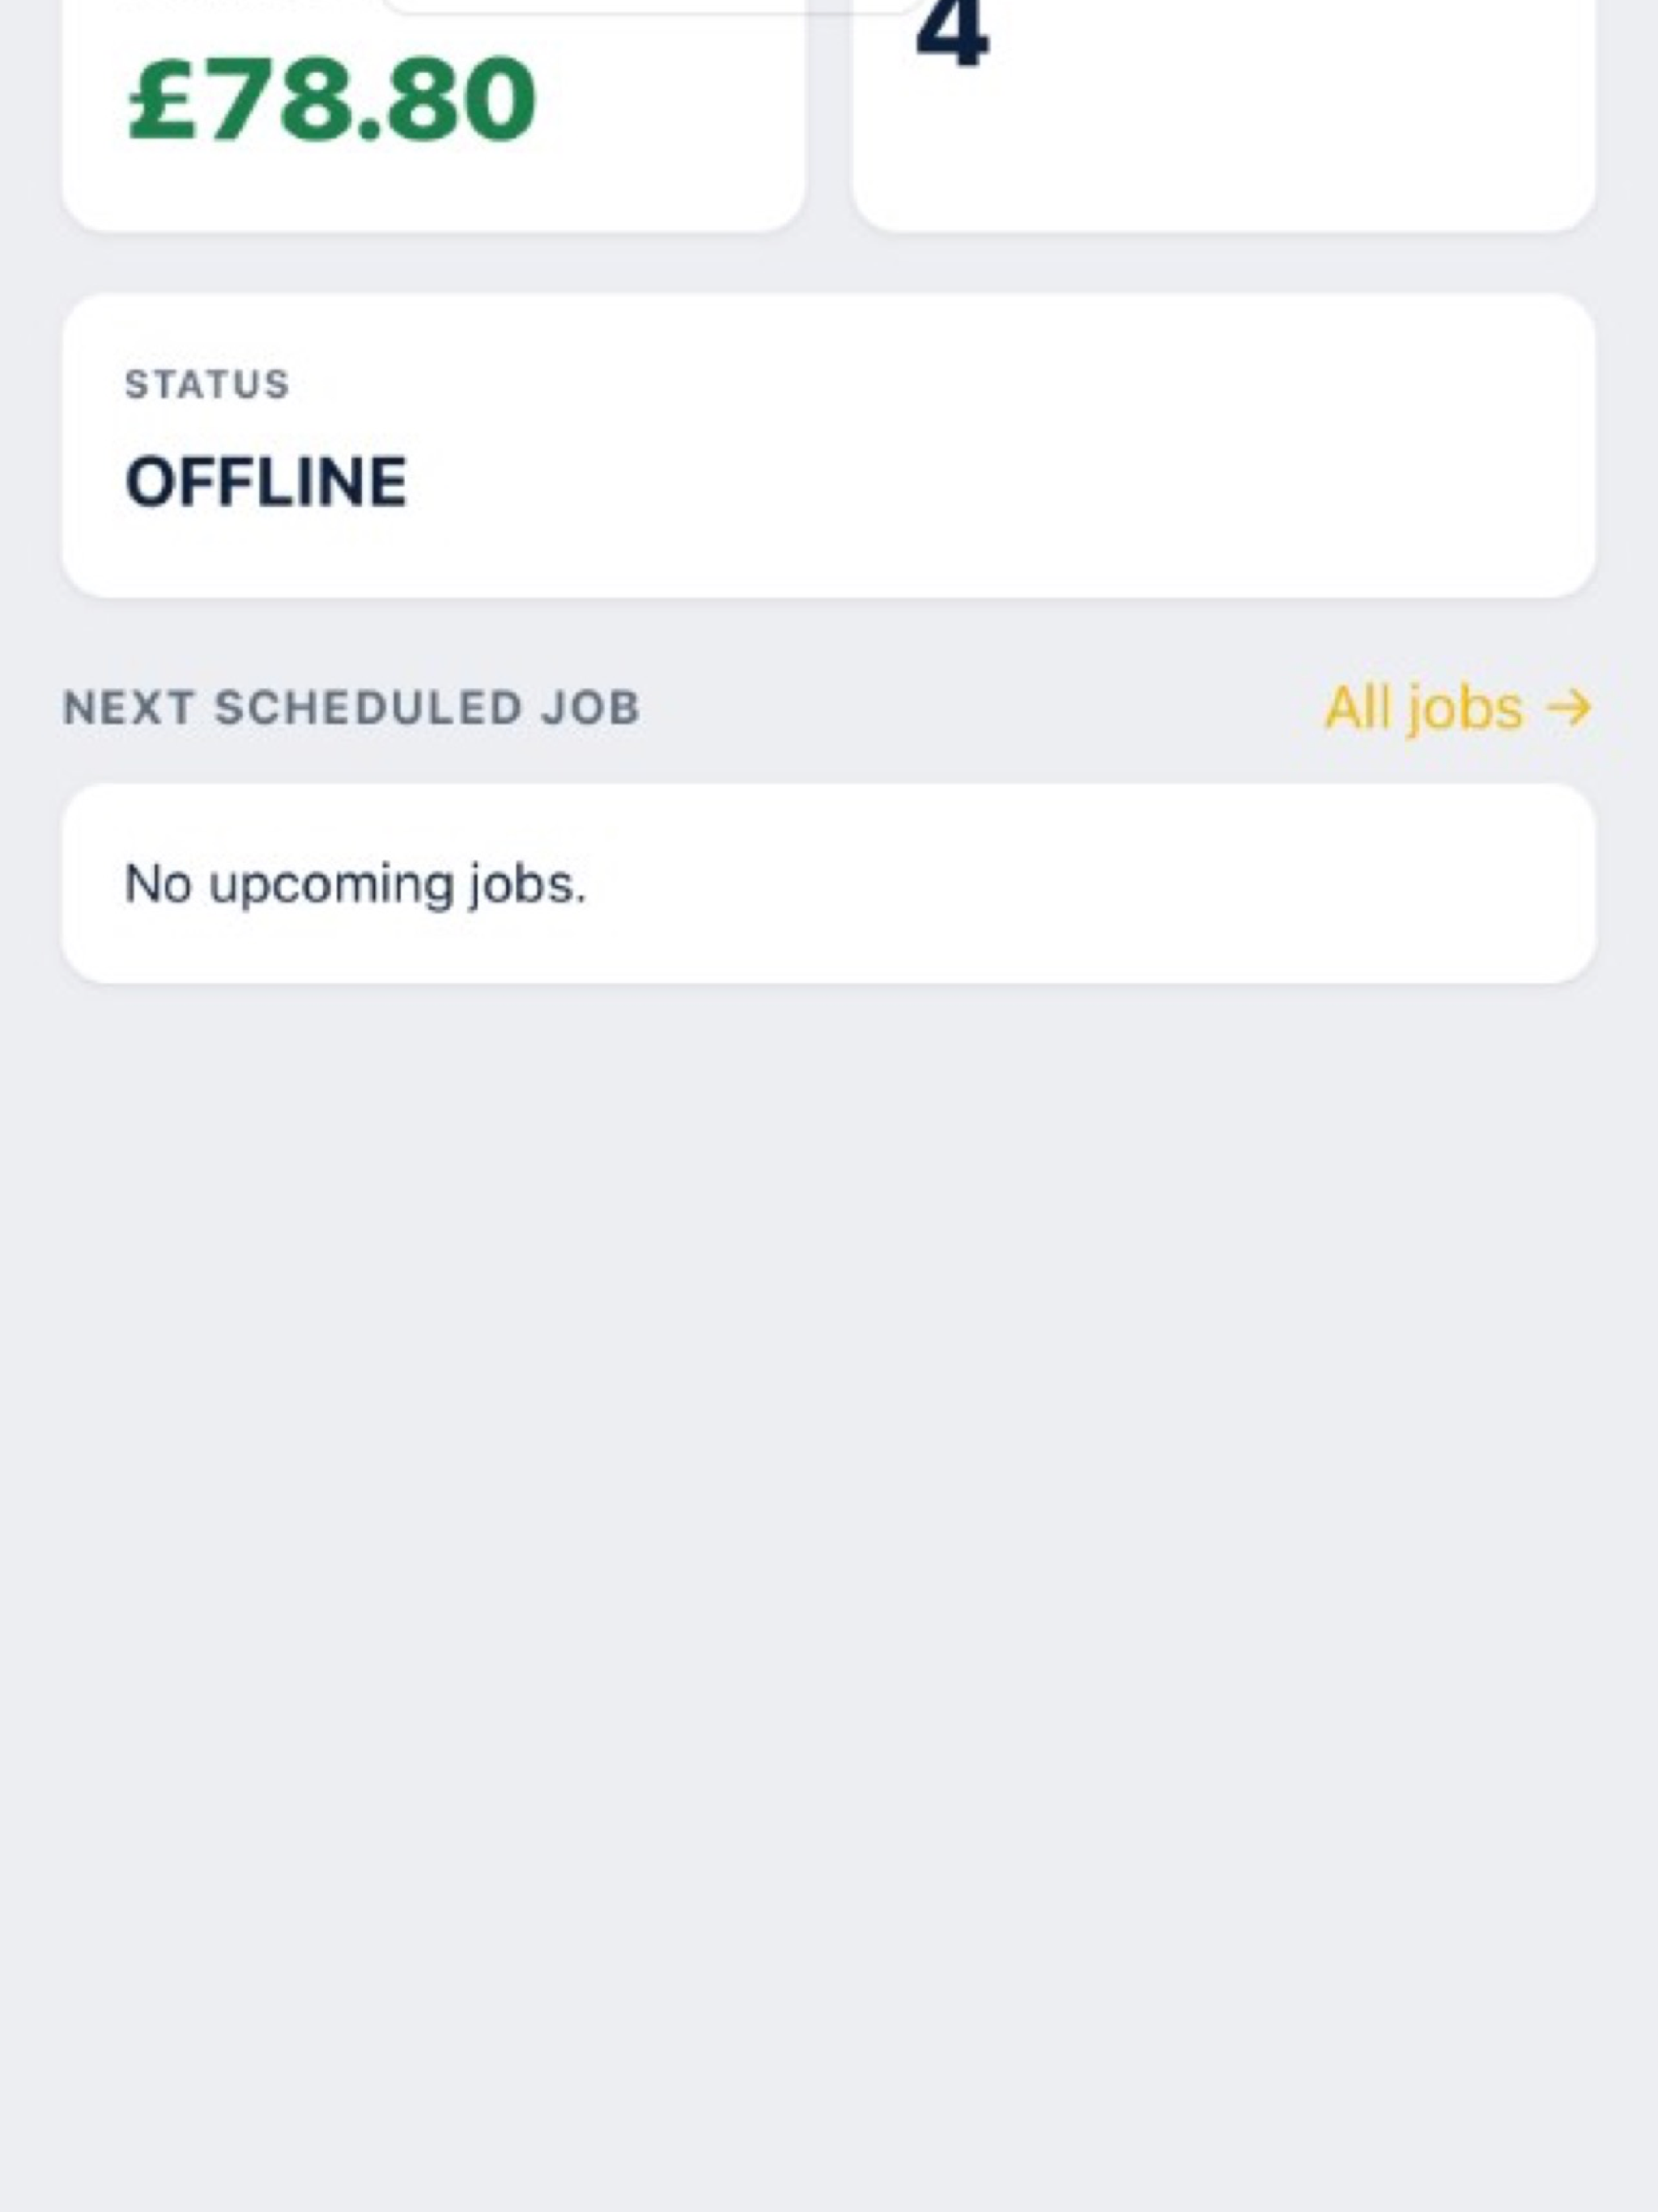 £78.80
4
STATUS
OFFLINE
NEXT SCHEDULED JOB
All jobs →
No upcoming jobs.